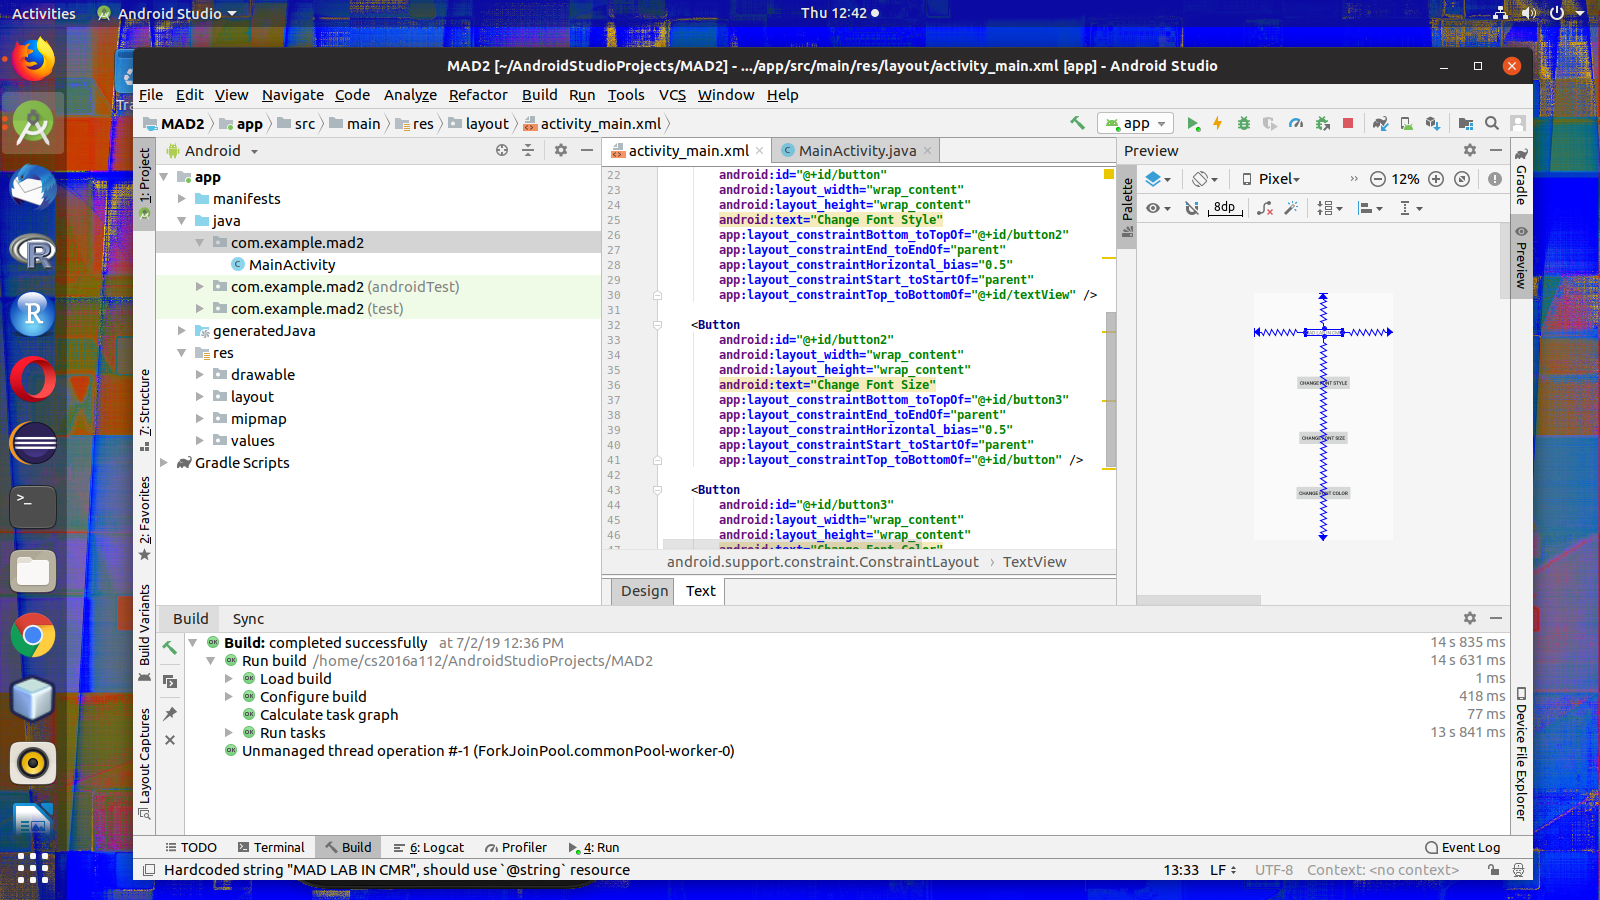 Activities
Android Studio
Thu 12:42
MAD2 [~/AndroidStudioProjects/MAD2] - .../app/src/main/res/layout/activity_main.xml [app] - Android Studio
File Edit View Navigate Code Analyze Refactor Build Run Tools VCS Window Help
MAD2 app src main res layout activity_main.xml
app
1: Project
7: Structure
2: Favorites
Build Variants
Layout Captures
Android
app
manifests
java
com.example.mad2
MainActivity
com.example.mad2 (androidTest)
com.example.mad2 (test)
generatedJava
res
drawable
layout
mipmap
values
Gradle Scripts
activity_main.xml
MainActivity.java
22 android:id="@+id/button"
23 android:layout_width="wrap_content"
24 android:layout_height="wrap_content"
25 android:text="Change Font Style"
26 app:layout_constraintBottom_toTopOf="@+id/button2"
27 app:layout_constraintEnd_toEndOf="parent"
28 app:layout_constraintHorizontal_bias="0.5"
29 app:layout_constraintStart_toStartOf="parent"
30 app:layout_constraintTop_toBottomOf="@+id/textView" />
31
32 <Button
33 android:id="@+id/button2"
34 android:layout_width="wrap_content"
35 android:layout_height="wrap_content"
36 android:text="Change Font Size"
37 app:layout_constraintBottom_toTopOf="@+id/button3"
38 app:layout_constraintEnd_toEndOf="parent"
39 app:layout_constraintHorizontal_bias="0.5"
40 app:layout_constraintStart_toStartOf="parent"
41 app:layout_constraintTop_toBottomOf="@+id/button" />
42
43 <Button
44 android:id="@+id/button3"
45 android:layout_width="wrap_content"
46 android:layout_height="wrap_content"
47 android:text="Change Font Color"
android.support.constraint.ConstraintLayout › TextView
Design Text
Preview
Palette
Pixel
12%
8dp
CHANGE FONT STYLE
CHANGE FONT SIZE
CHANGE FONT COLOR
Gradle
Preview
Device File Explorer
Build Sync
Build: completed successfully at 7/2/19 12:36 PM 14 s 835 ms
Run build /home/cs2016a112/AndroidStudioProjects/MAD2 14 s 631 ms
Load build 1 ms
Configure build 418 ms
Calculate task graph 77 ms
Run tasks 13 s 841 ms
Unmanaged thread operation #-1 (ForkJoinPool.commonPool-worker-0)
TODO Terminal Build 6: Logcat Profiler 4: Run Event Log
Hardcoded string "MAD LAB IN CMR", should use `@string` resource 13:33 LF UTF-8 Context: <no context>